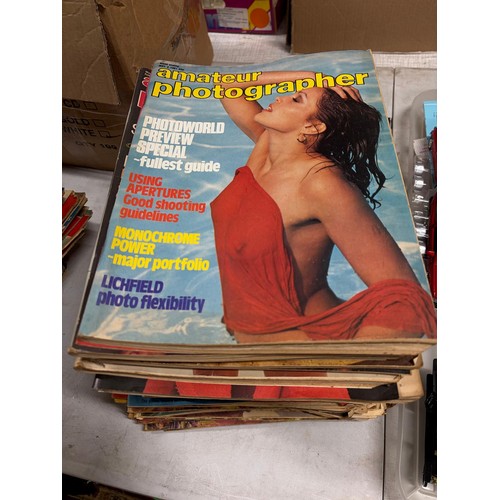 amateur
photographer
PHOTOWORLD
PREVIEW
SPECIAL
~fullest guide
USING
APERTURES
Good shooting
guidelines
MONOCHROME
POWER
~major portfolio
LICHFIELD
photo flexibility
WHITE